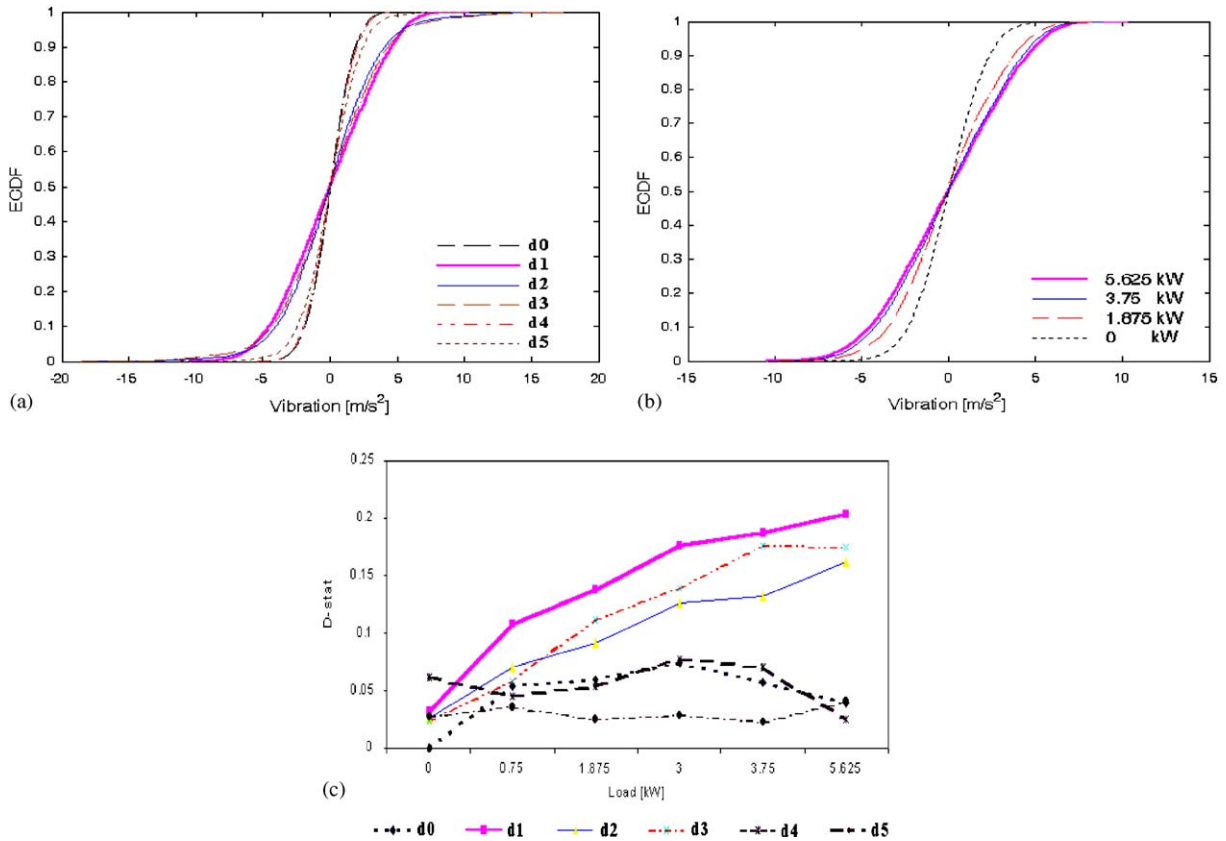 1
0.9
0.8
0.7
0.6
0.5
0.4
0.3
0.2
0.1
0
ECDF
d0
d1
d2
d3
d4
d5
-20 -15 -10 -5 0 5 10 15 20
Vibration [m/s²]
(a)
1
0.9
0.8
0.7
0.6
0.5
0.4
0.3
0.2
0.1
0
ECDF
5.625 kW
3.75 kW
1.875 kW
0 kW
-15 -10 -5 0 5 10 15
Vibration [m/s²]
(b)
0.25
0.2
0.15
0.1
0.05
0
D-stat
0 0.75 1.875 3 3.75 5.625
Load [kW]
(c)
d0 d1 d2 d3 d4 d5